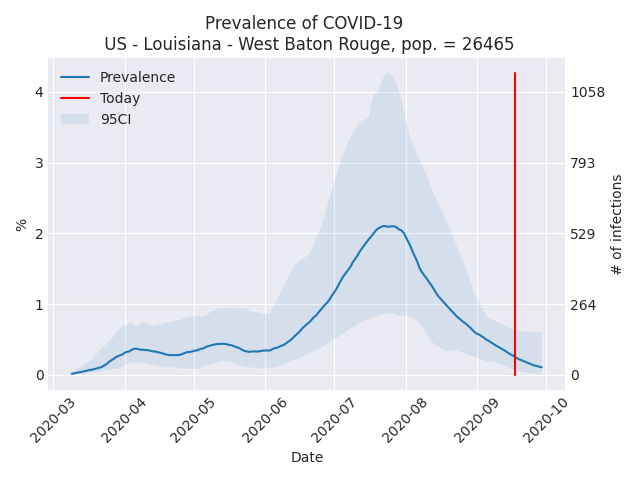 Prevalence of COVID-19
US - Louisiana - West Baton Rouge, pop. = 26465
Prevalence
Today
95CI
%
4
3
2
1
0
1058
793
529
264
0
# of infections
2020-03
2020-04
2020-05
2020-06
2020-07
2020-08
2020-09
2020-10
Date